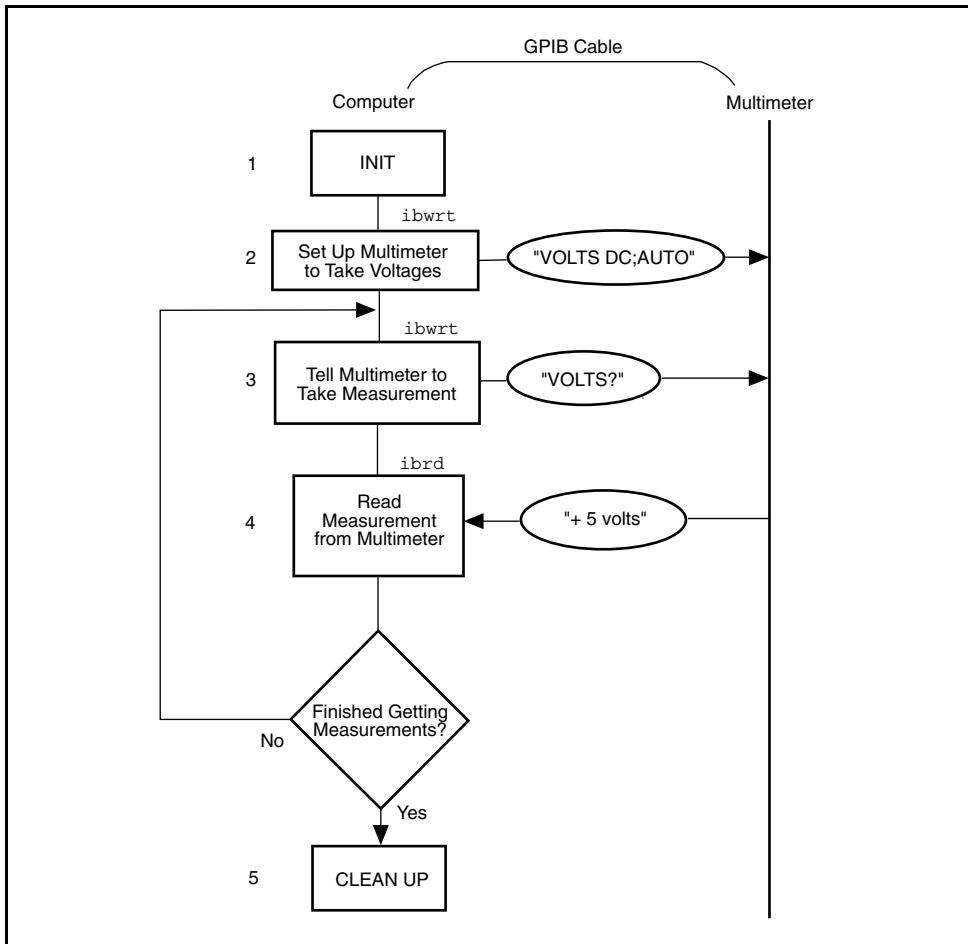 GPIB Cable
Computer
Multimeter
1
INIT
ibwrt
2
Set Up Multimeter
to Take Voltages
"VOLTS DC;AUTO"
ibwrt
3
Tell Multimeter to
Take Measurement
"VOLTS?"
ibrd
4
Read
Measurement
from Multimeter
"+ 5 volts"
Finished Getting
Measurements?
No
Yes
5
CLEAN UP